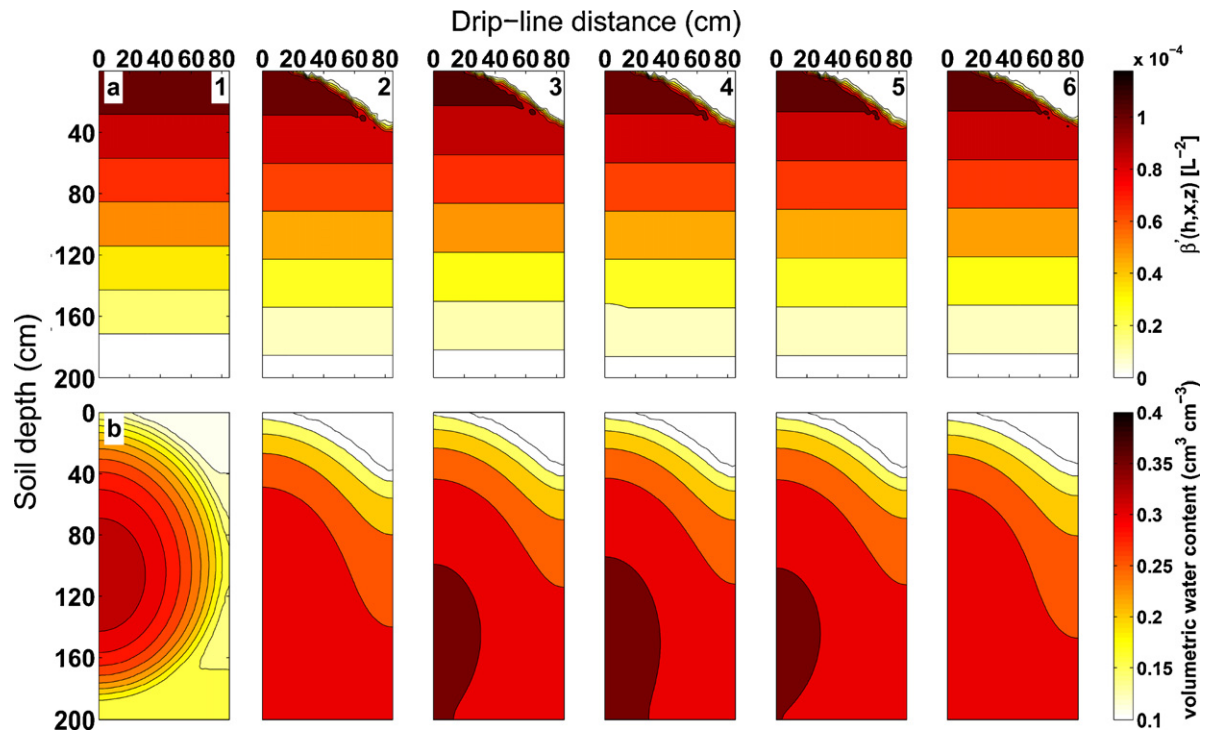 Drip−line distance (cm)
0 20 40 60 80
0 20 40 60 80
0 20 40 60 80
0 20 40 60 80
0 20 40 60 80
0 20 40 60 80
x 10⁻⁴
a
1
2
3
4
5
6
40
80
120
160
200
1
0.8
0.6
0.4
0.2
0
β'(h,x,z) [L⁻²]
Soil depth (cm)
b
0
40
80
120
160
200
0.4
0.35
0.3
0.25
0.2
0.15
0.1
volumetric water content (cm³ cm⁻³)